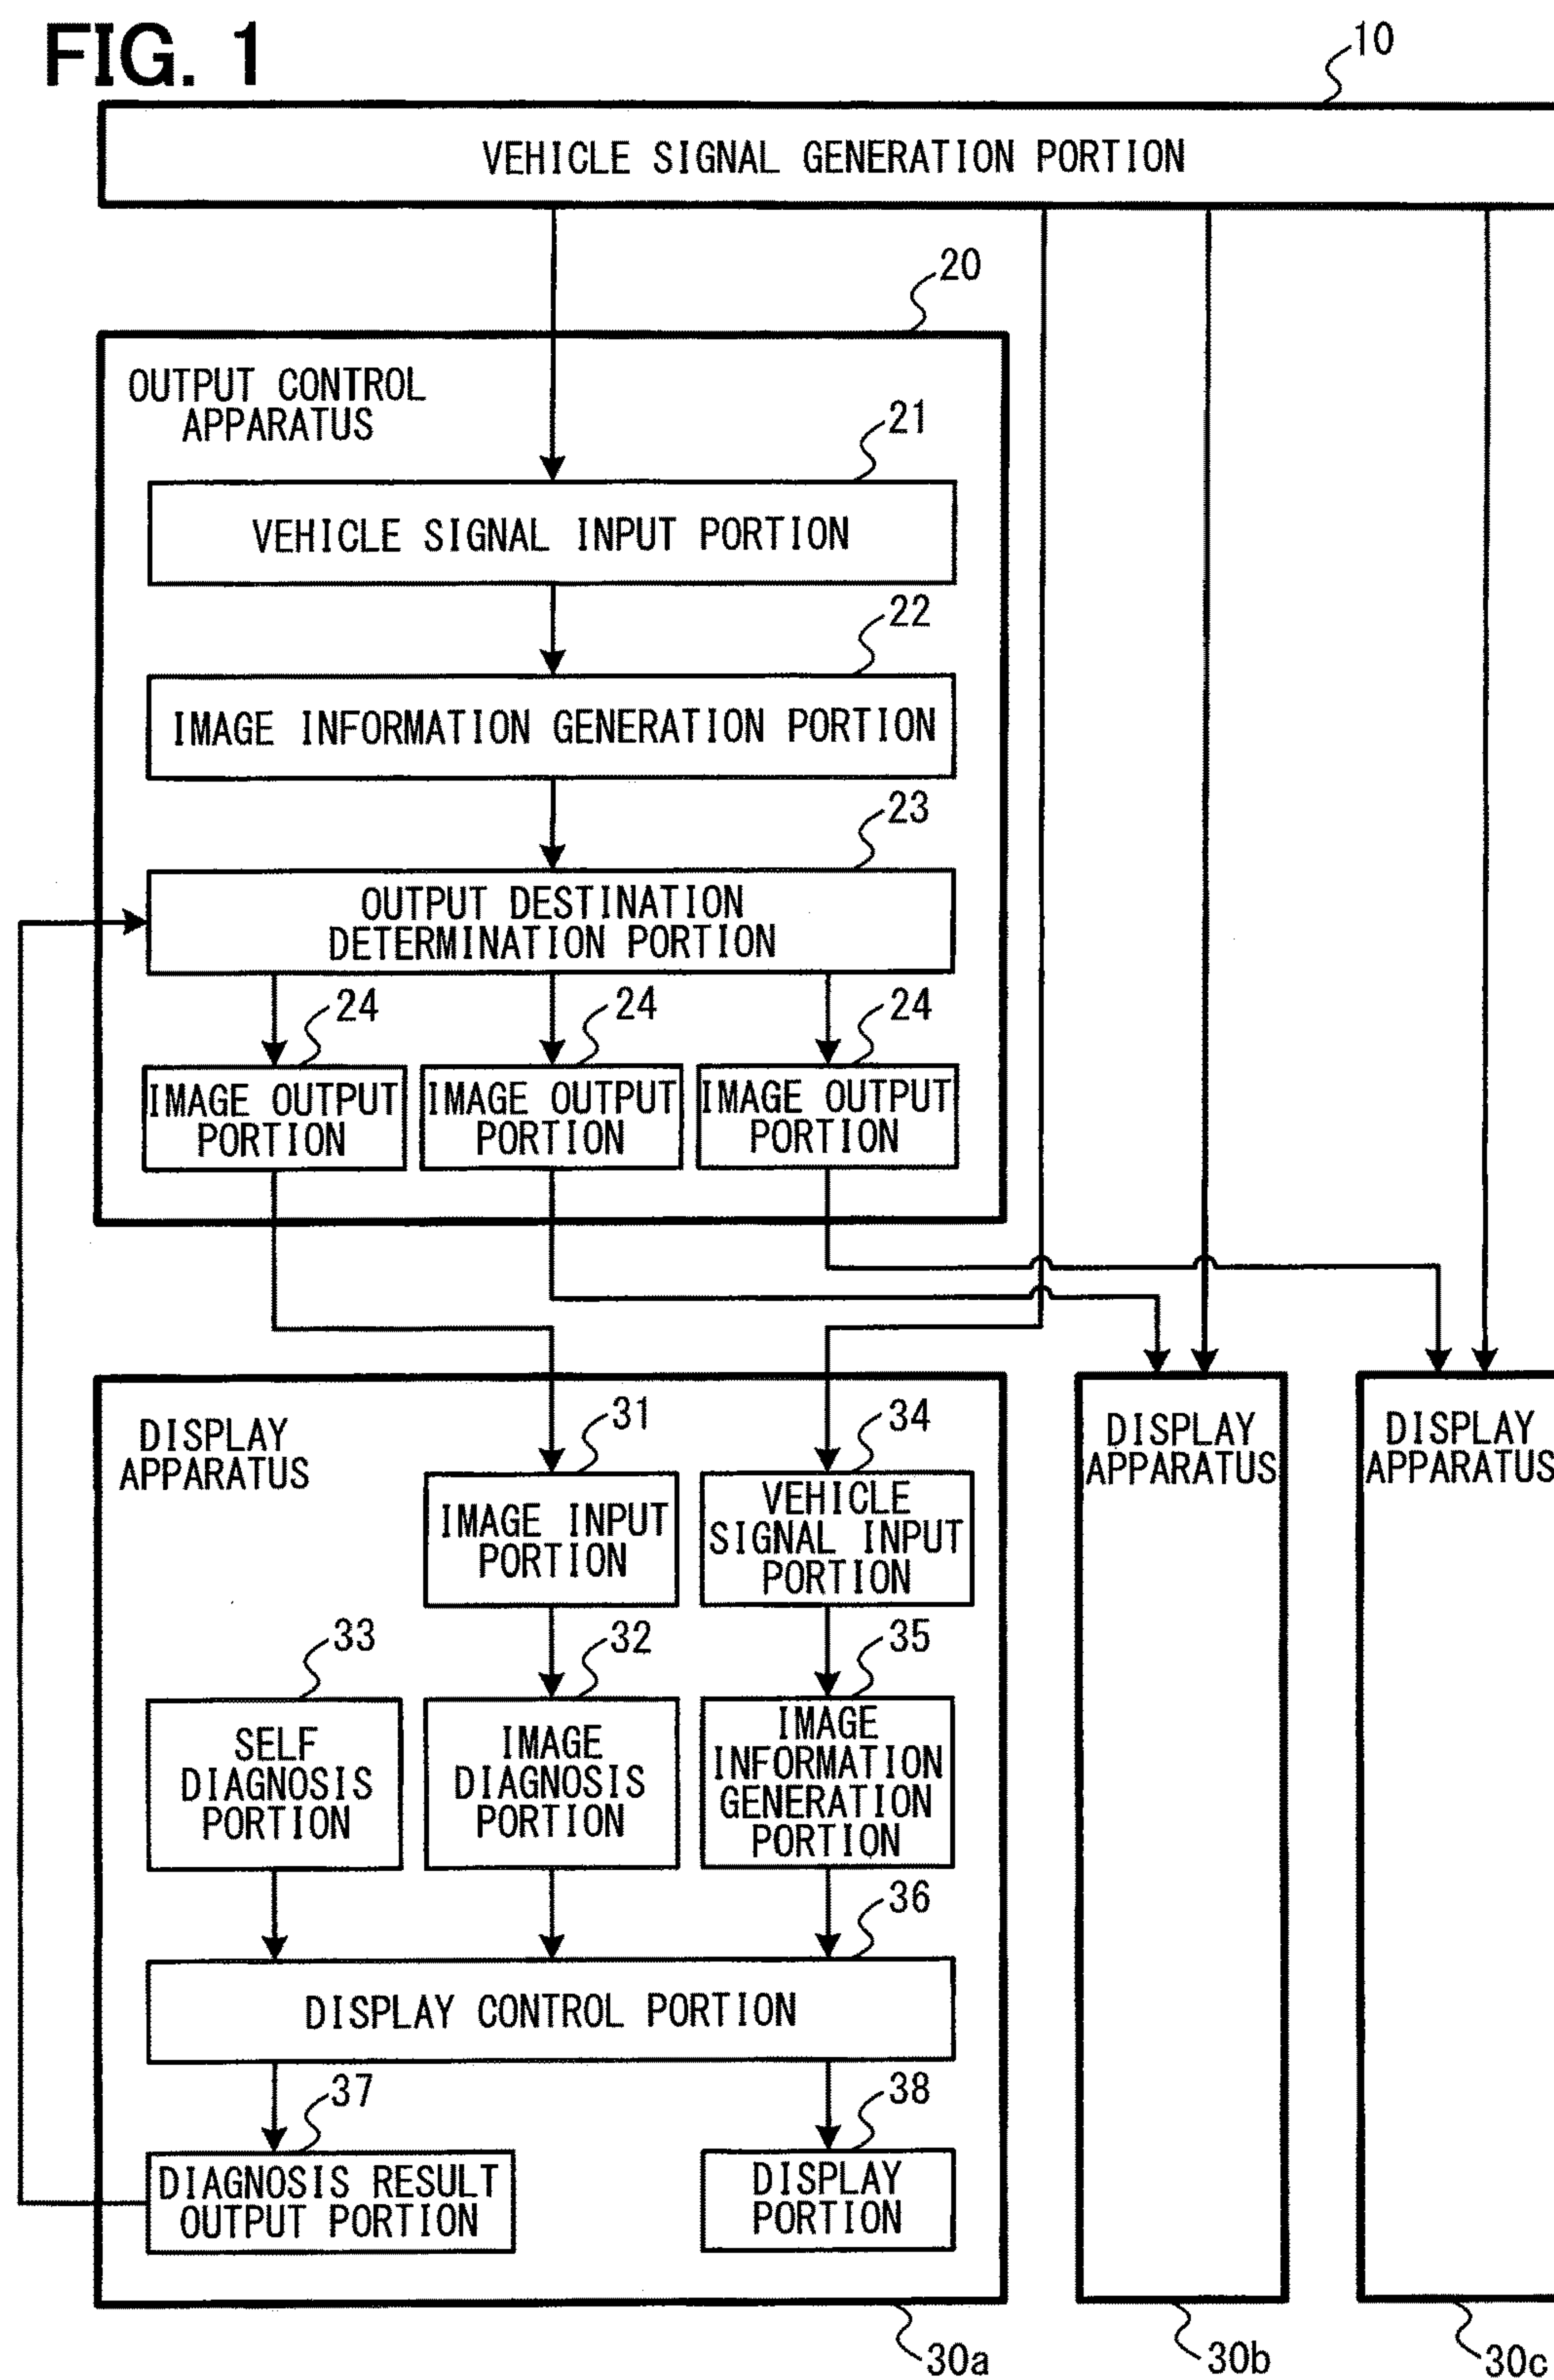 FIG. 1
10
VEHICLE SIGNAL GENERATION PORTION
20
OUTPUT CONTROL
APPARATUS
21
VEHICLE SIGNAL INPUT PORTION
22
IMAGE INFORMATION GENERATION PORTION
23
OUTPUT DESTINATION
DETERMINATION PORTION
24
24
24
IMAGE OUTPUT
PORTION
IMAGE OUTPUT
PORTION
IMAGE OUTPUT
PORTION
DISPLAY
APPARATUS
31
IMAGE INPUT
PORTION
34
VEHICLE
SIGNAL INPUT
PORTION
DISPLAY
APPARATUS
DISPLAY
APPARATUS
33
SELF
DIAGNOSIS
PORTION
32
IMAGE
DIAGNOSIS
PORTION
35
IMAGE
INFORMATION
GENERATION
PORTION
36
DISPLAY CONTROL PORTION
37
DIAGNOSIS RESULT
OUTPUT PORTION
38
DISPLAY
PORTION
30a
30b
30c